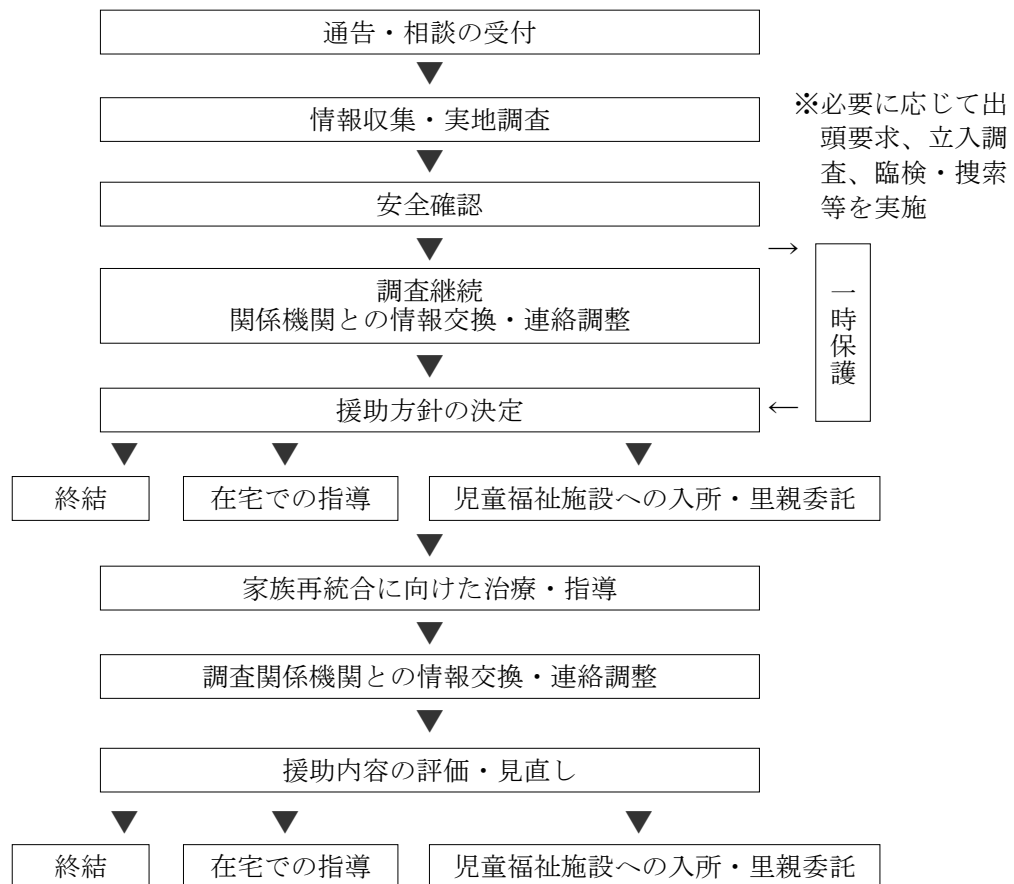 通告・相談の受付
情報収集・実地調査
※必要に応じて出
頭要求、立入調
査、臨検・捜索
等を実施
安全確認
調査継続
関係機関との情報交換・連絡調整
一時保護
援助方針の決定
終結
在宅での指導
児童福祉施設への入所・里親委託
家族再統合に向けた治療・指導
調査関係機関との情報交換・連絡調整
援助内容の評価・見直し
終結
在宅での指導
児童福祉施設への入所・里親委託